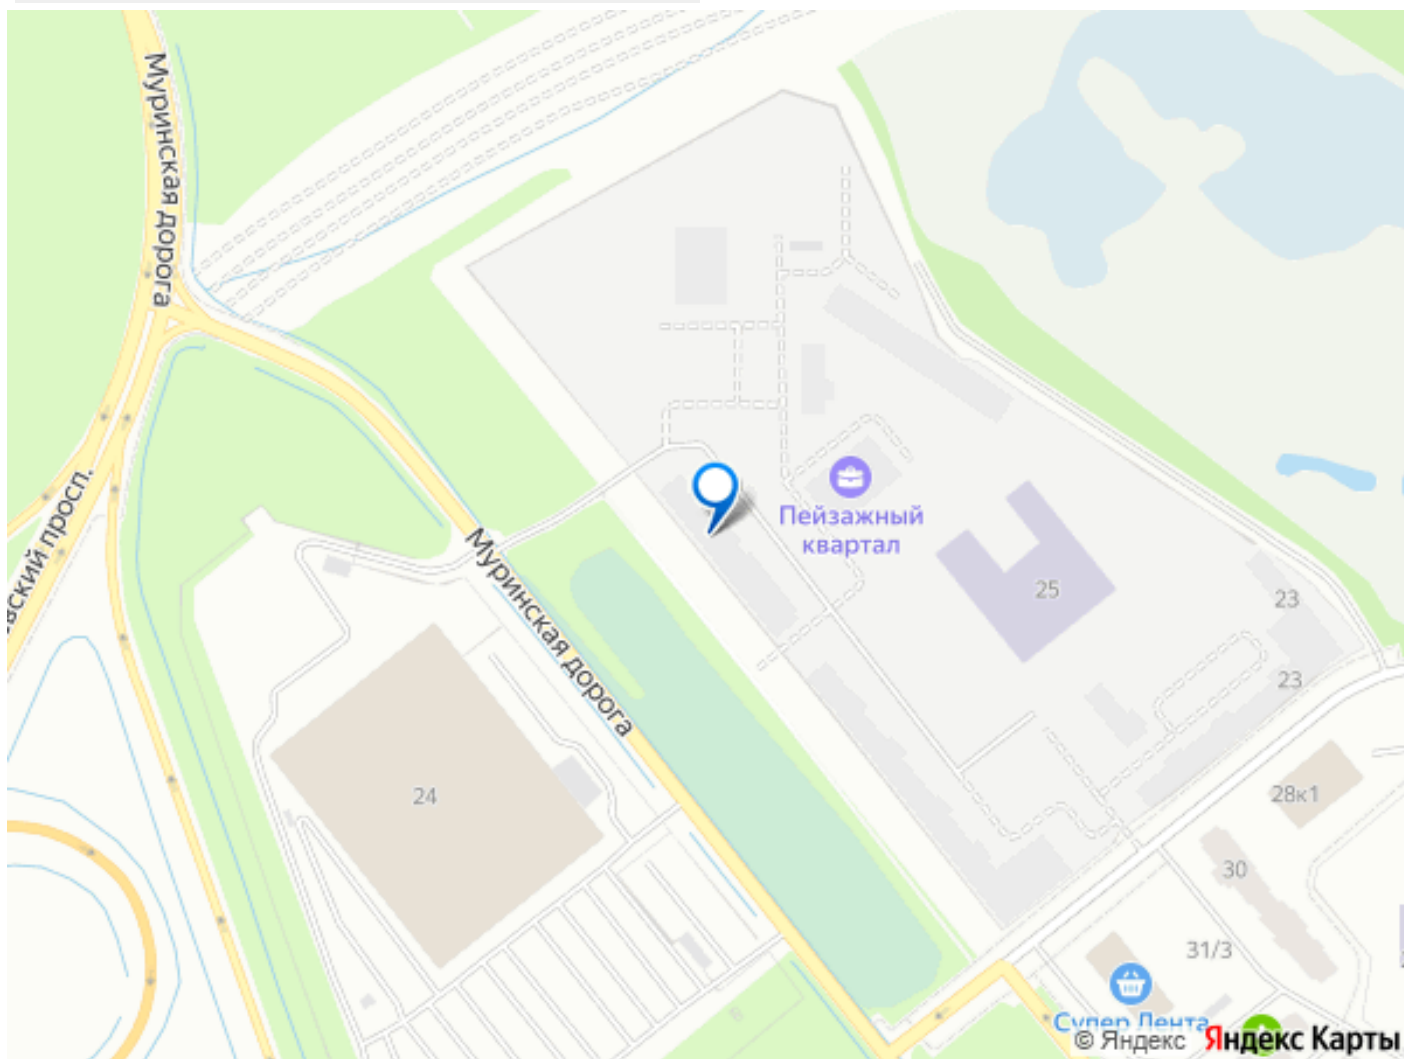 Муринская дорога
вский просп.
Муринская дорога
Пейзажный
квартал
25
23
23
24
28к1
30
31/3
Супер Лента
© Яндекс Яндекс Карты